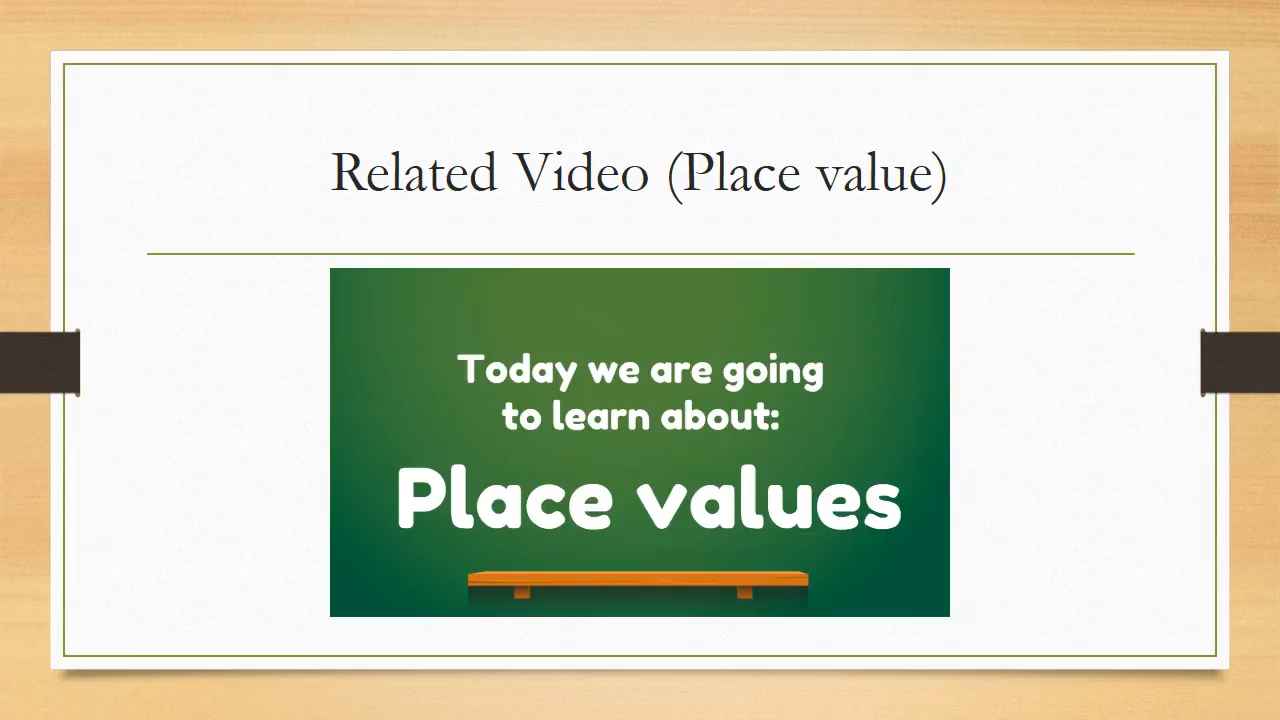 Related Video (Place value)
Today we are going
to learn about:
Place values